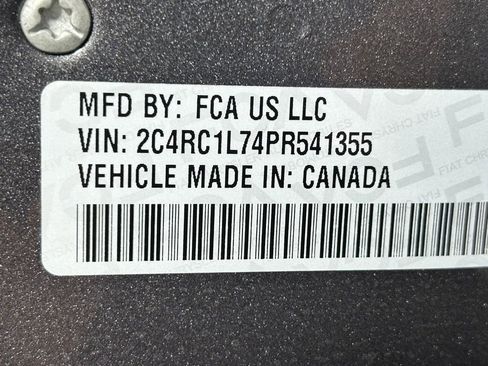 MFD BY: FCA US LLC
VIN: 2C4RC1L74PR541355
VEHICLE MADE IN: CANADA